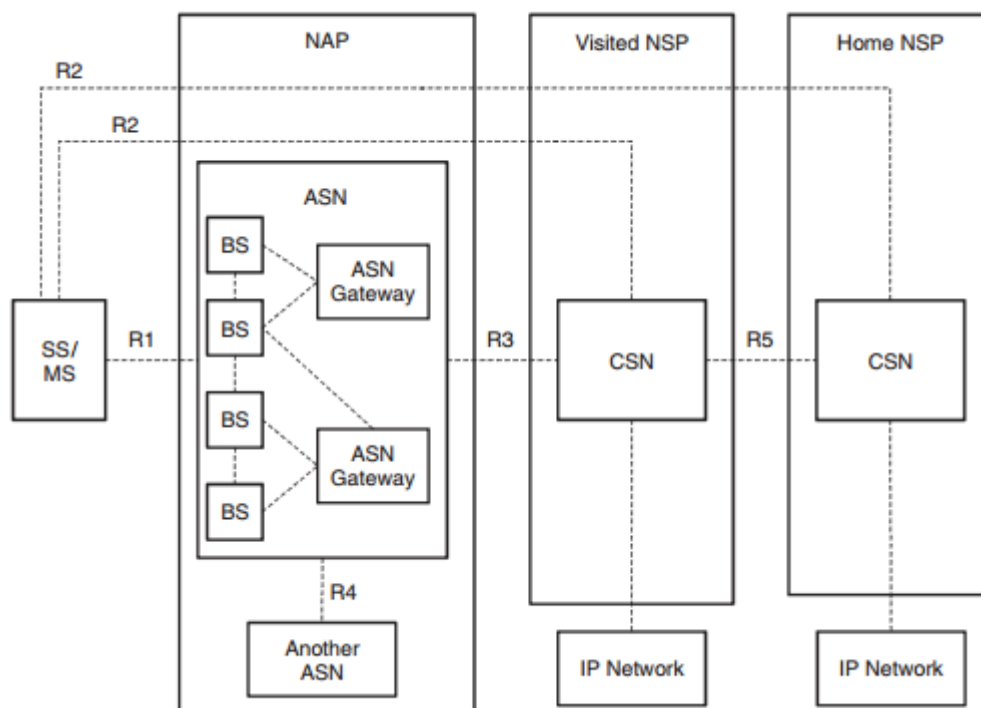 NAP
Visited NSP
Home NSP
R2
R2
ASN
BS
ASN
Gateway
BS
SS/
MS
R1
R3
CSN
R5
CSN
BS
ASN
Gateway
BS
R4
Another
ASN
IP Network
IP Network